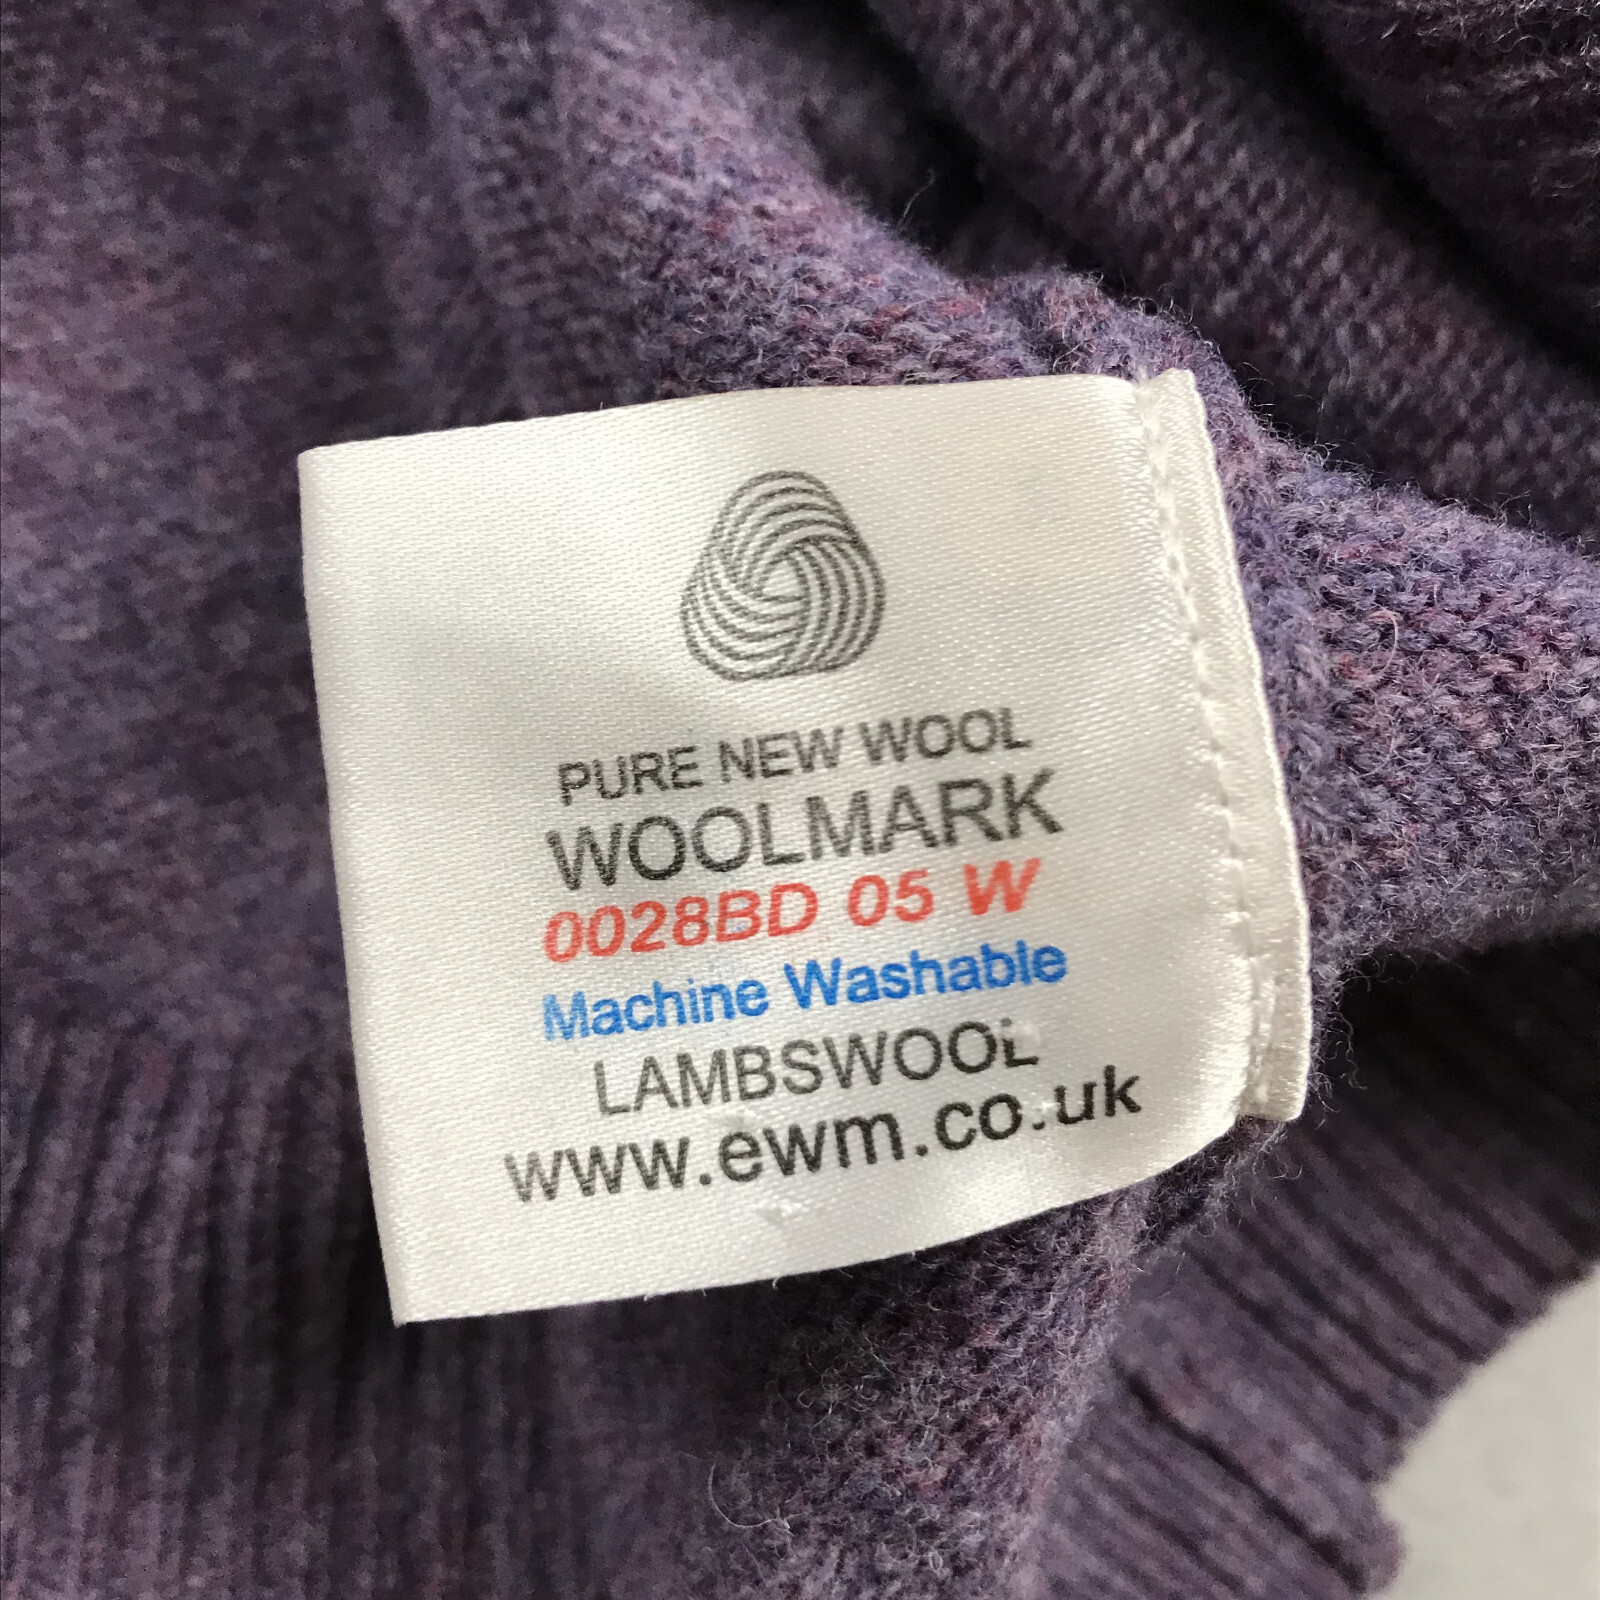 PURE NEW WOOL
WOOLMARK
0028BD 05 W
Machine Washable
LAMBSWOOL
www.ewm.co.uk